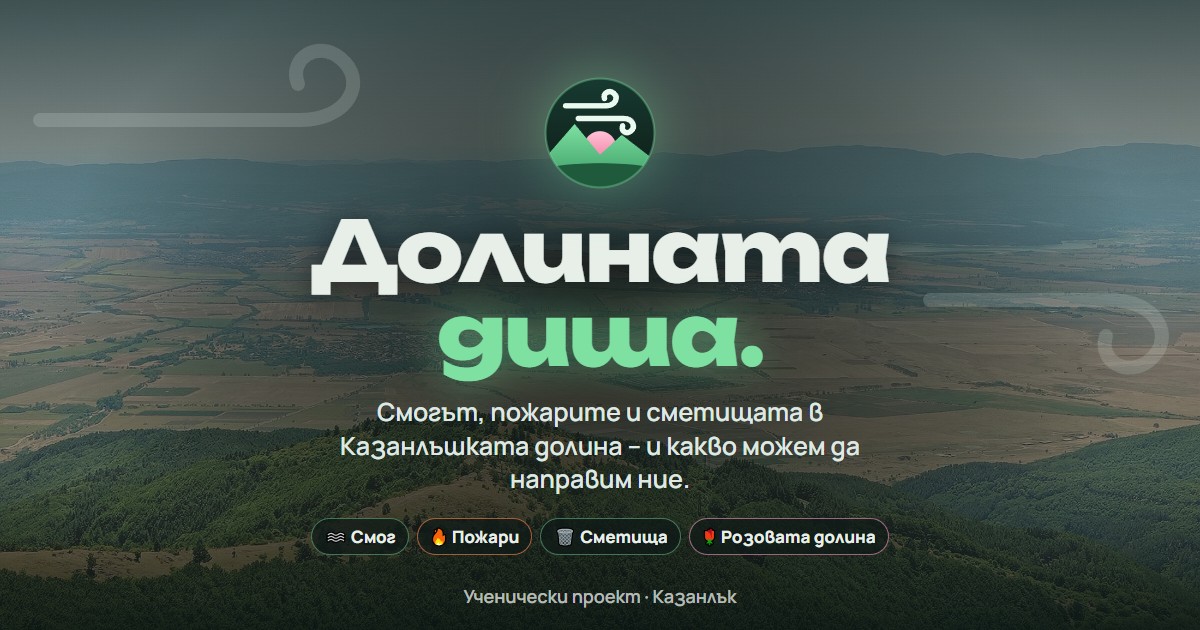 Долината
диша.
Смогът, пожарите и сметищата в
Казанлъшката долина – и какво можем да
направим ние.
Смог
Пожари
Сметища
Розовата долина
Ученически проект · Казанлък